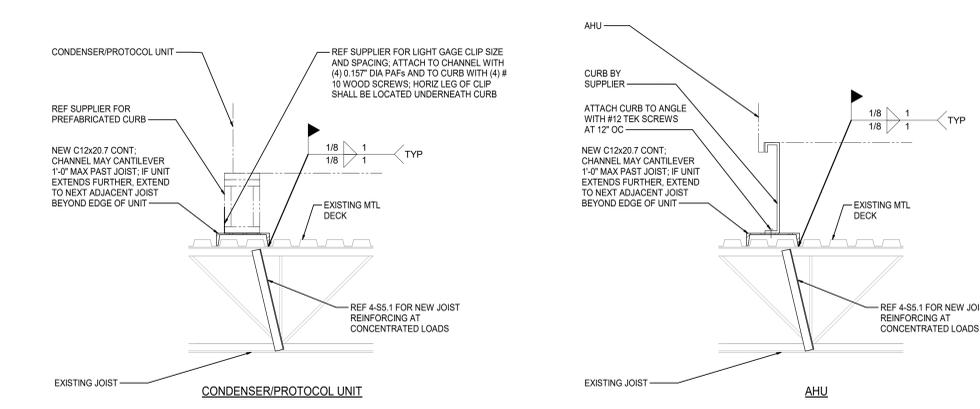 CONDENSER/PROTOCOL UNIT
REF SUPPLIER FOR LIGHT GAGE CLIP SIZE
AND SPACING; ATTACH TO CHANNEL WITH
(4) 0.157" DIA PAFs AND TO CURB WITH (4) #
10 WOOD SCREWS; HORIZ LEG OF CLIP
SHALL BE LOCATED UNDERNEATH CURB
REF SUPPLIER FOR
PREFABRICATED CURB
1/8 1
1/8 1
TYP
NEW C12x20.7 CONT;
CHANNEL MAY CANTILEVER
1'-0" MAX PAST JOIST; IF UNIT
EXTENDS FURTHER, EXTEND
TO NEXT ADJACENT JOIST
BEYOND EDGE OF UNIT
EXISTING MTL
DECK
REF 4-S5.1 FOR NEW JOIST
REINFORCING AT
CONCENTRATED LOADS
EXISTING JOIST
CONDENSER/PROTOCOL UNIT
AHU
CURB BY
SUPPLIER
ATTACH CURB TO ANGLE
WITH #12 TEK SCREWS
AT 12" OC
1/8 1
1/8 1
TYP
NEW C12x20.7 CONT;
CHANNEL MAY CANTILEVER
1'-0" MAX PAST JOIST; IF UNIT
EXTENDS FURTHER, EXTEND
TO NEXT ADJACENT JOIST
BEYOND EDGE OF UNIT
EXISTING MTL
DECK
REF 4-S5.1 FOR NEW JOI
REINFORCING AT
CONCENTRATED LOADS
EXISTING JOIST
AHU